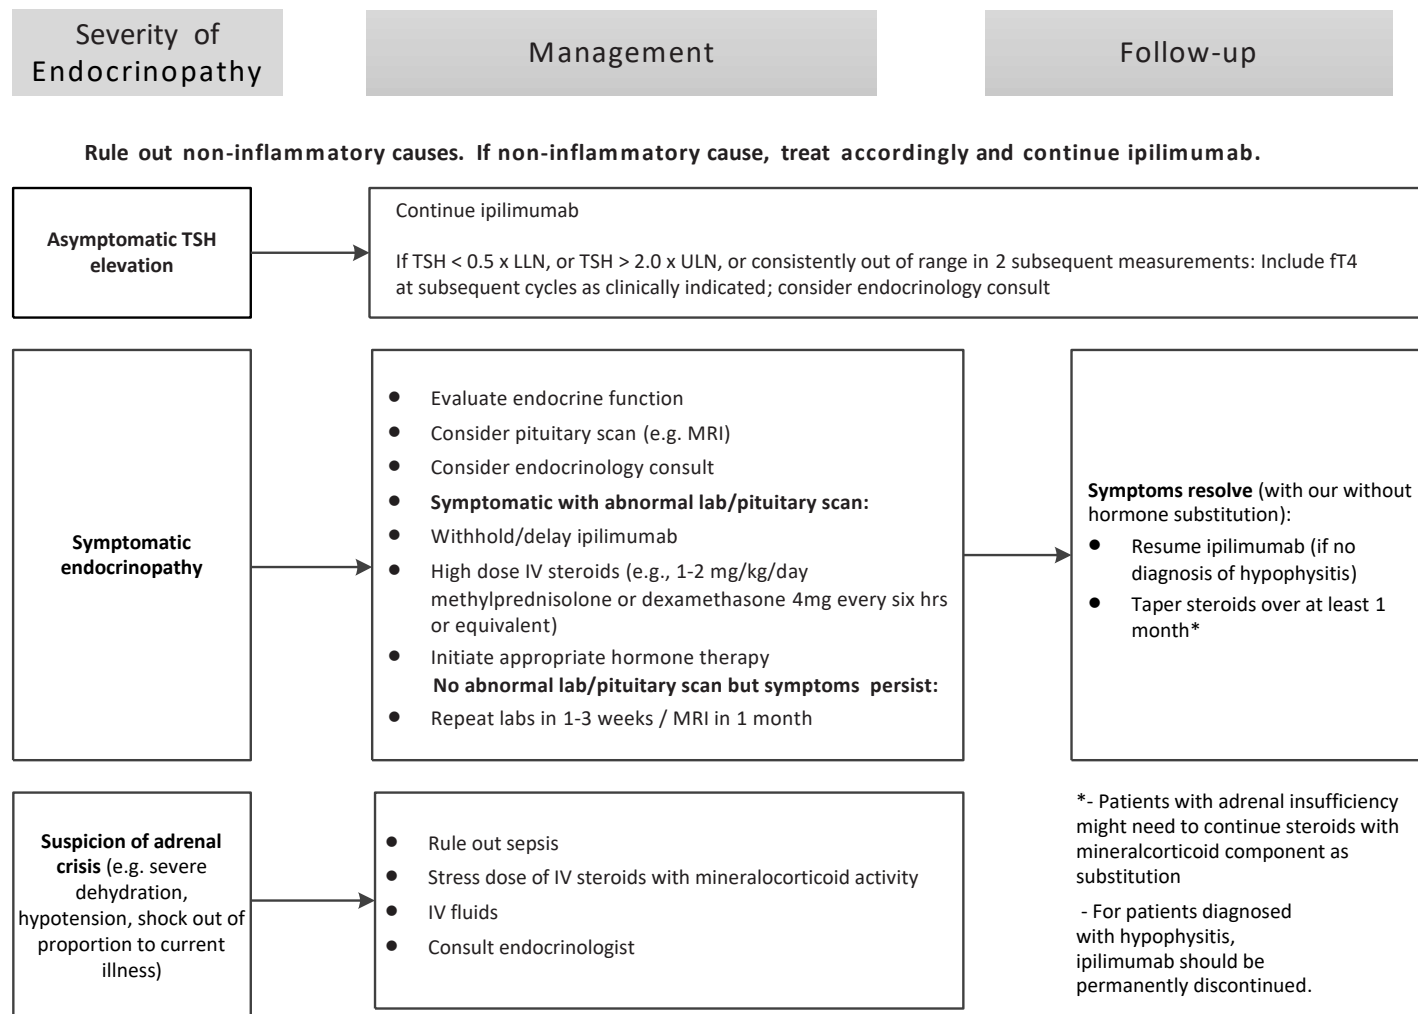 Severity of
Endocrinopathy
Management
Follow-up
Rule out non-inflammatory causes. If non-inflammatory cause, treat accordingly and continue ipilimumab.
Asymptomatic TSH
elevation
Continue ipilimumab
If TSH < 0.5 x LLN, or TSH > 2.0 x ULN, or consistently out of range in 2 subsequent measurements: Include fT4
at subsequent cycles as clinically indicated; consider endocrinology consult
Symptomatic
endocrinopathy
● Evaluate endocrine function
● Consider pituitary scan (e.g. MRI)
● Consider endocrinology consult
● Symptomatic with abnormal lab/pituitary scan:
● Withhold/delay ipilimumab
● High dose IV steroids (e.g., 1-2 mg/kg/day
methylprednisolone or dexamethasone 4mg every six hrs
or equivalent)
● Initiate appropriate hormone therapy
No abnormal lab/pituitary scan but symptoms persist:
● Repeat labs in 1-3 weeks / MRI in 1 month
Symptoms resolve (with our without
hormone substitution):
● Resume ipilimumab (if no
diagnosis of hypophysitis)
● Taper steroids over at least 1
month*
Suspicion of adrenal
crisis (e.g. severe
dehydration,
hypotension, shock out of
proportion to current
illness)
● Rule out sepsis
● Stress dose of IV steroids with mineralocorticoid activity
● IV fluids
● Consult endocrinologist
*- Patients with adrenal insufficiency
might need to continue steroids with
mineralcorticoid component as
substitution
- For patients diagnosed
with hypophysitis,
ipilimumab should be
permanently discontinued.